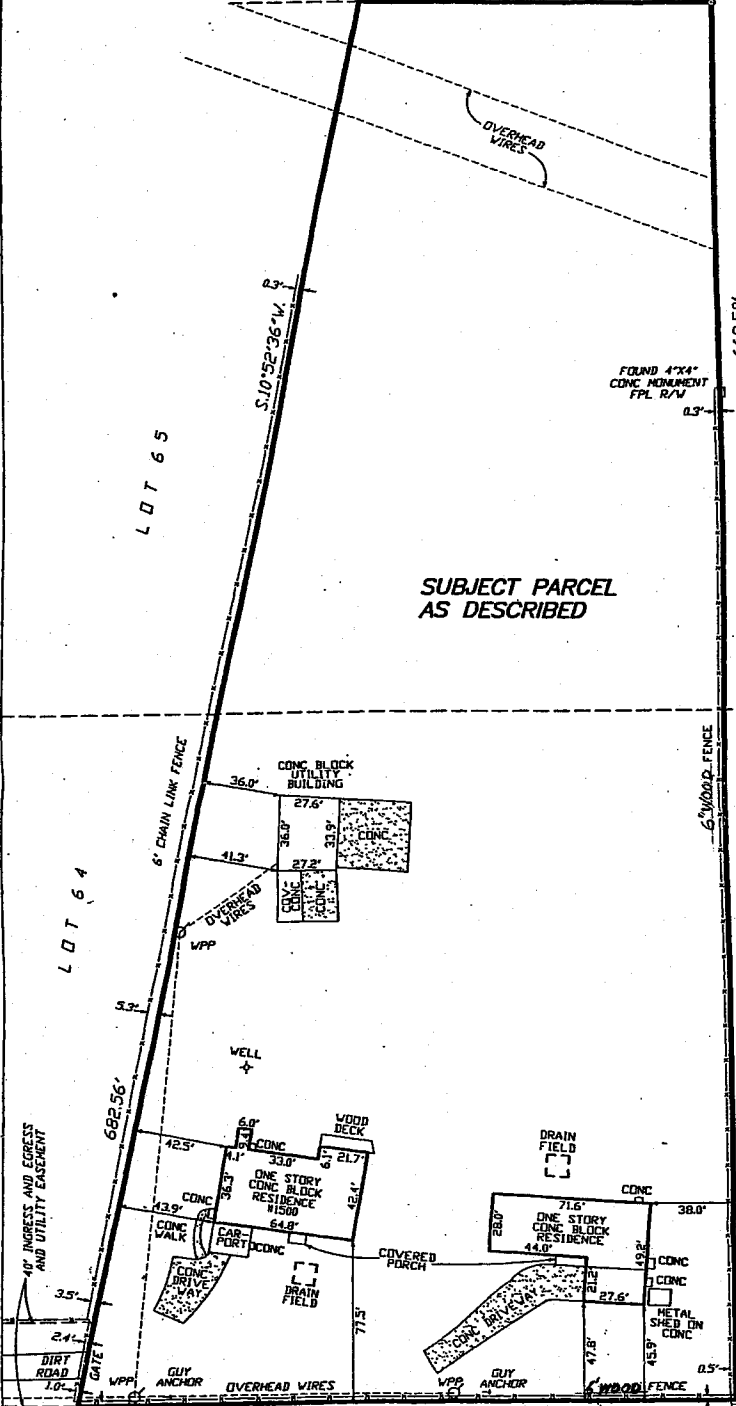 OVERHEAD
WIRES
0.3'
S.10°52'36"W.
FOUND 4"X4"
CONC MONUMENT
FPL R/W
0.3'
LOT 65
SUBJECT PARCEL
AS DESCRIBED
6' CHAIN LINK FENCE
6' WOOD FENCE
CONC BLOCK
UTILITY
BUILDING
36.0'
27.6'
36.0'
33.9'
CONC
41.3'
27.2'
COV
CONC
CONC
OVERHEAD
WIRES
WPP
LOT 64
5.3'
WELL
682.56'
40' INGRESS AND EGRESS
AND UTILITY EASEMENT
42.5'
6.0'
9.4'
CONC
4.1'
33.0'
6.1'
21.7'
WOOD
DECK
36.3'
ONE STORY
CONC BLOCK
RESIDENCE
#1500
42.4'
64.8'
43.9'
CONC
CONC
WALK
CAR-
PORT
CONC
COVERED
PORCH
CONC
DRIVE
WAY
DRAIN
FIELD
77.5'
DRAIN
FIELD
71.6'
CONC
38.0'
28.0'
ONE STORY
CONC BLOCK
RESIDENCE
44.0'
49.2'
CONC
CONC
21.2'
27.6'
METAL
SHED ON
CONC
CONC DRIVEWAY
47.8'
45.9'
3.5'
2.4'
DIRT
ROAD
1.0'
GATE
WPP
GUY
ANCHOR
OVERHEAD WIRES
WPP
GUY
ANCHOR
6' WOOD FENCE
0.5'